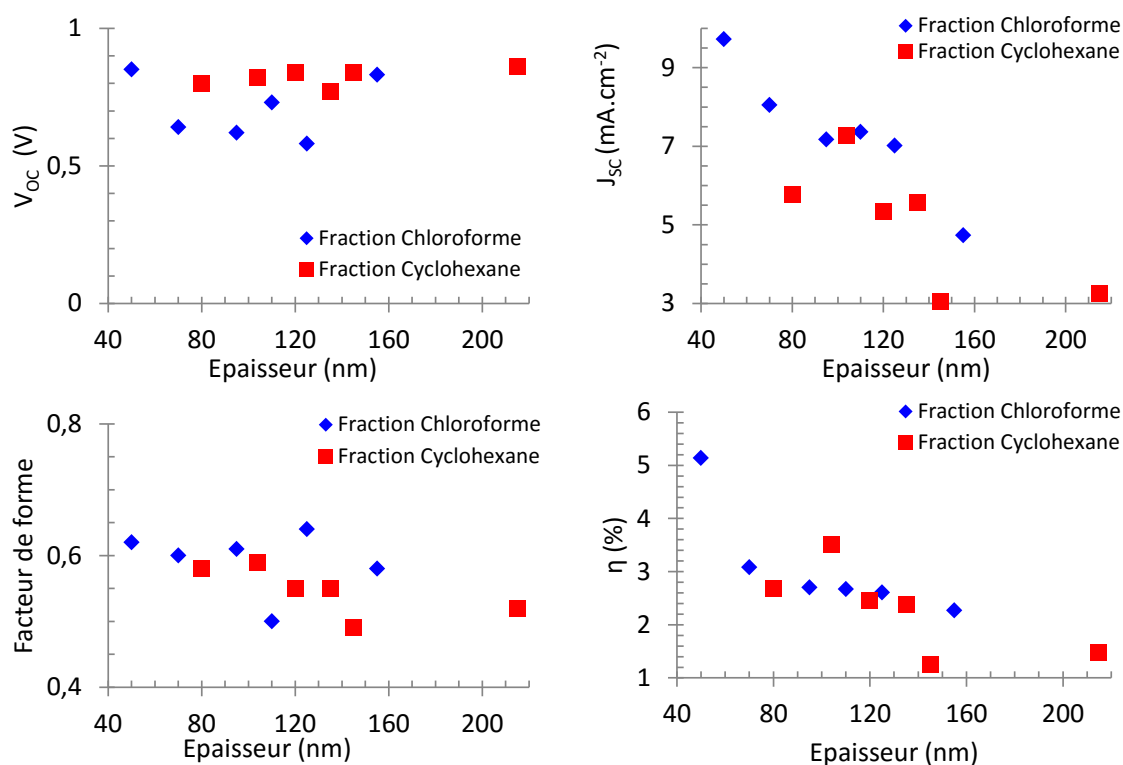 1
0,5
0
V_OC (V)
Fraction Chloroforme
Fraction Cyclohexane
40 80 120 160 200
Epaisseur (nm)
9
7
5
3
J_SC (mA.cm⁻²)
Fraction Chloroforme
Fraction Cyclohexane
40 80 120 160 200
Epaisseur (nm)
0,8
0,6
0,4
Facteur de forme
Fraction Chloroforme
Fraction Cyclohexane
40 80 120 160 200
Epaisseur (nm)
6
5
4
3
2
1
η (%)
Fraction Chloroforme
Fraction Cyclohexane
40 80 120 160 200
Epaisseur (nm)